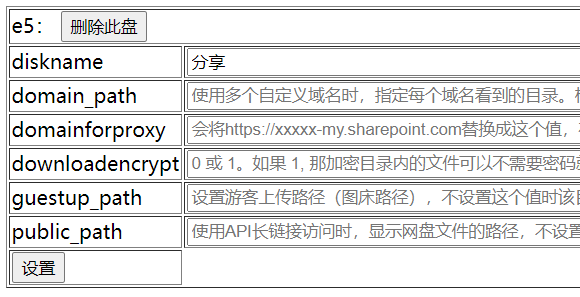 e5： 删除此盘
diskname 分享
domain_path 使用多个自定义域名时，指定每个域名看到的目录。
domainforproxy 会将https://xxxxx-my.sharepoint.com替换成这个值，
downloadencrypt 0 或 1。如果 1, 那加密目录内的文件可以不需要密码
guestup_path 设置游客上传路径（图床路径），不设置这个值时该
public_path 使用API长链接访问时，显示网盘文件的路径，不设
设置